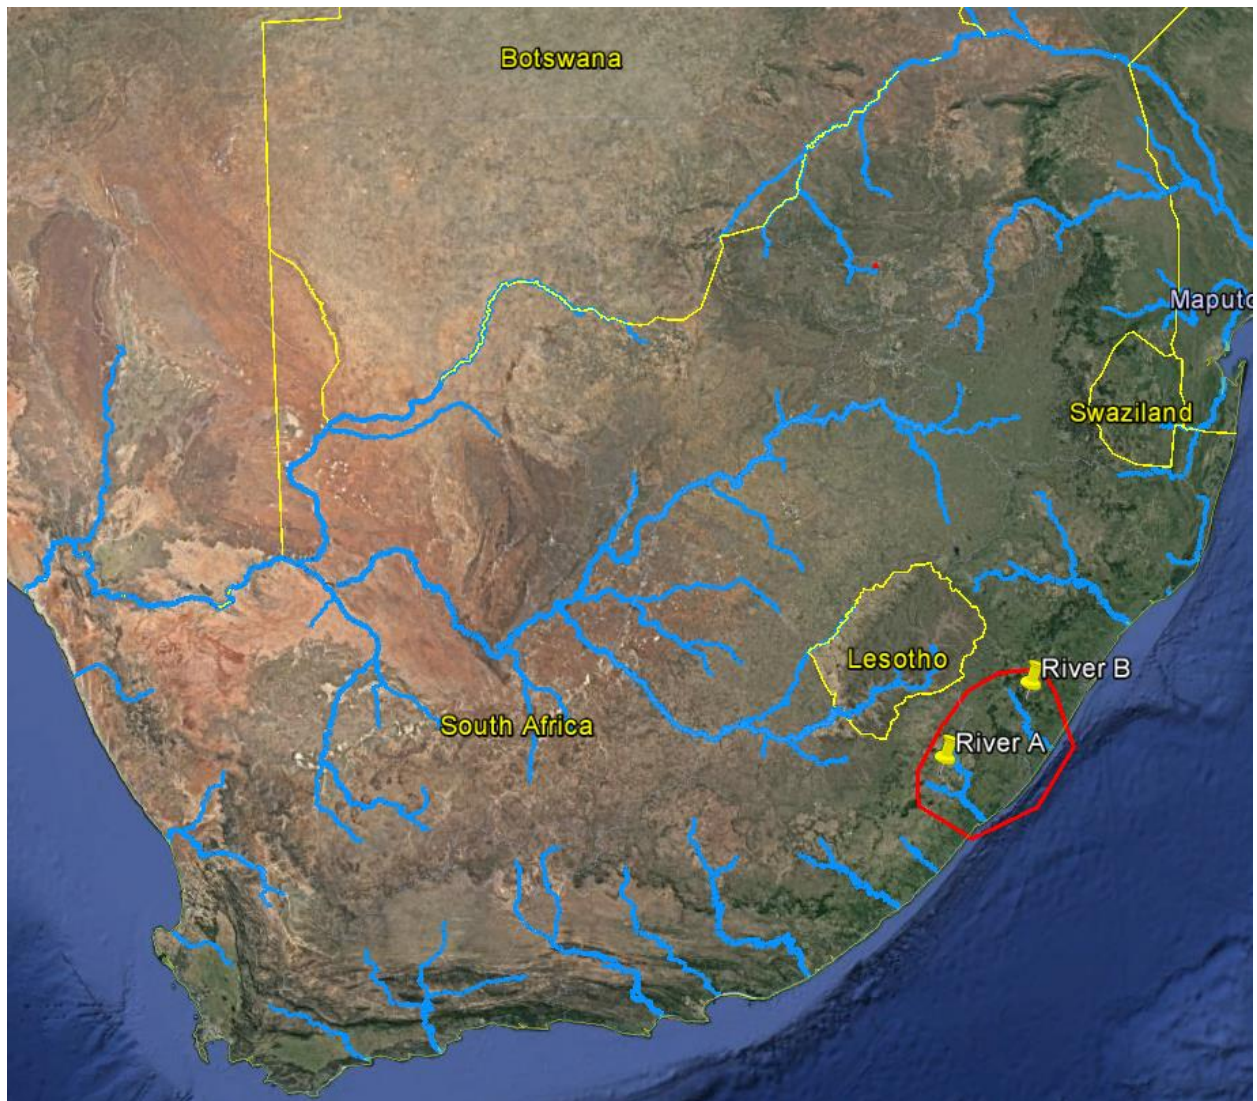 Botswana
Maputo
Swaziland
Lesotho
River B
South Africa
River A